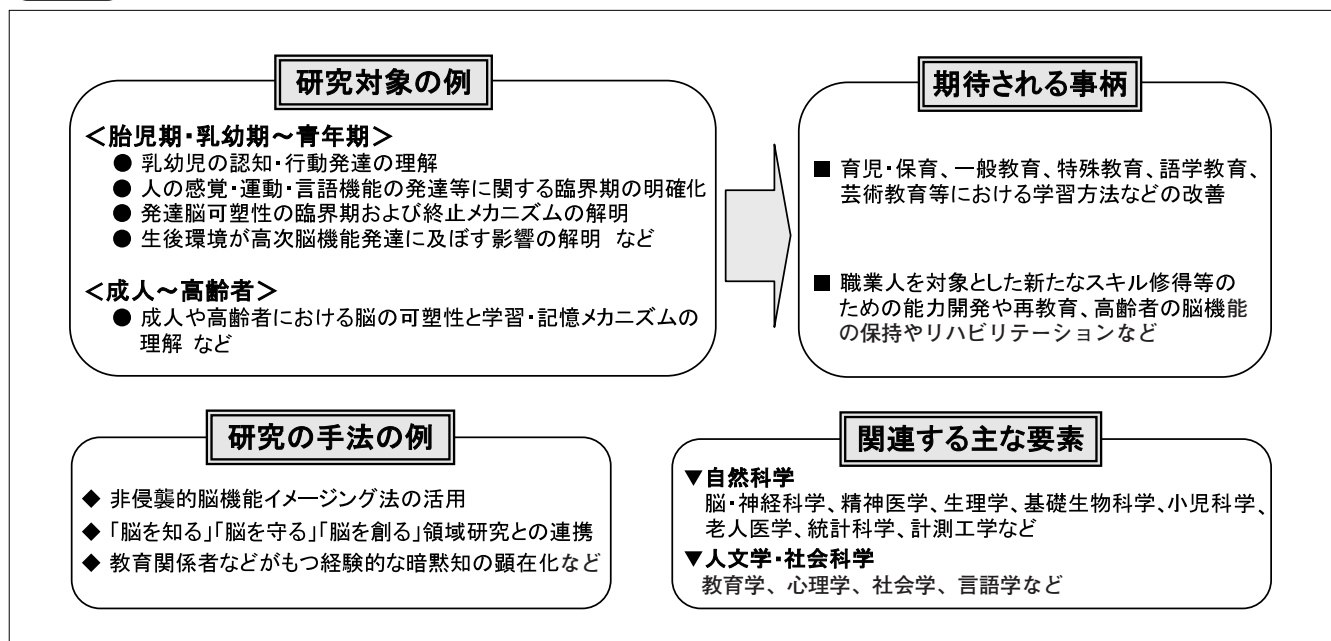 研究対象の例
<胎児期・乳幼期~青年期>
● 乳幼児の認知・行動発達の理解
● 人の感覚・運動・言語機能の発達等に関する臨界期の明確化
● 発達脳可塑性の臨界期および終止メカニズムの解明
● 生後環境が高次脳機能発達に及ぼす影響の解明 など
<成人~高齢者>
● 成人や高齢者における脳の可塑性と学習・記憶メカニズムの
理解 など
期待される事柄
■ 育児・保育、一般教育、特殊教育、語学教育、
芸術教育等における学習方法などの改善
■ 職業人を対象とした新たなスキル修得等の
ための能力開発や再教育、高齢者の脳機能
の保持やリハビリテーションなど
研究の手法の例
◆ 非侵襲的脳機能イメージング法の活用
◆ 「脳を知る」「脳を守る」「脳を創る」領域研究との連携
◆ 教育関係者などがもつ経験的な暗黙知の顕在化など
関連する主な要素
▼自然科学
脳・神経科学、精神医学、生理学、基礎生物科学、小児科学、
老人医学、統計科学、計測工学など
▼人文学・社会科学
教育学、心理学、社会学、言語学など